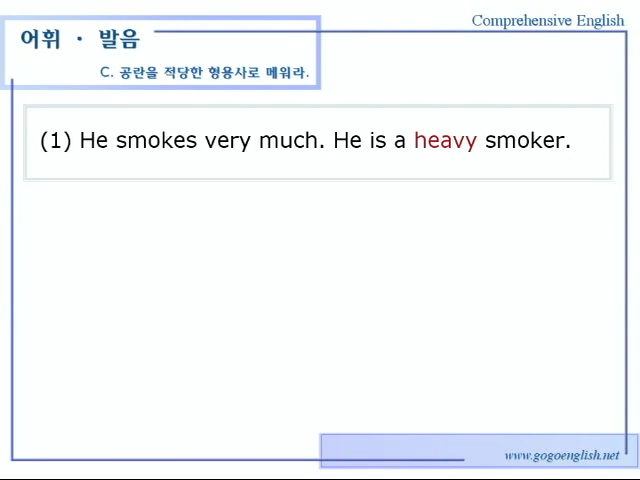 Comprehensive English
어휘 · 발음
C. 공란을 적당한 형용사로 메워라.
(1) He smokes very much. He is a heavy smoker.
www.gogoenglish.net